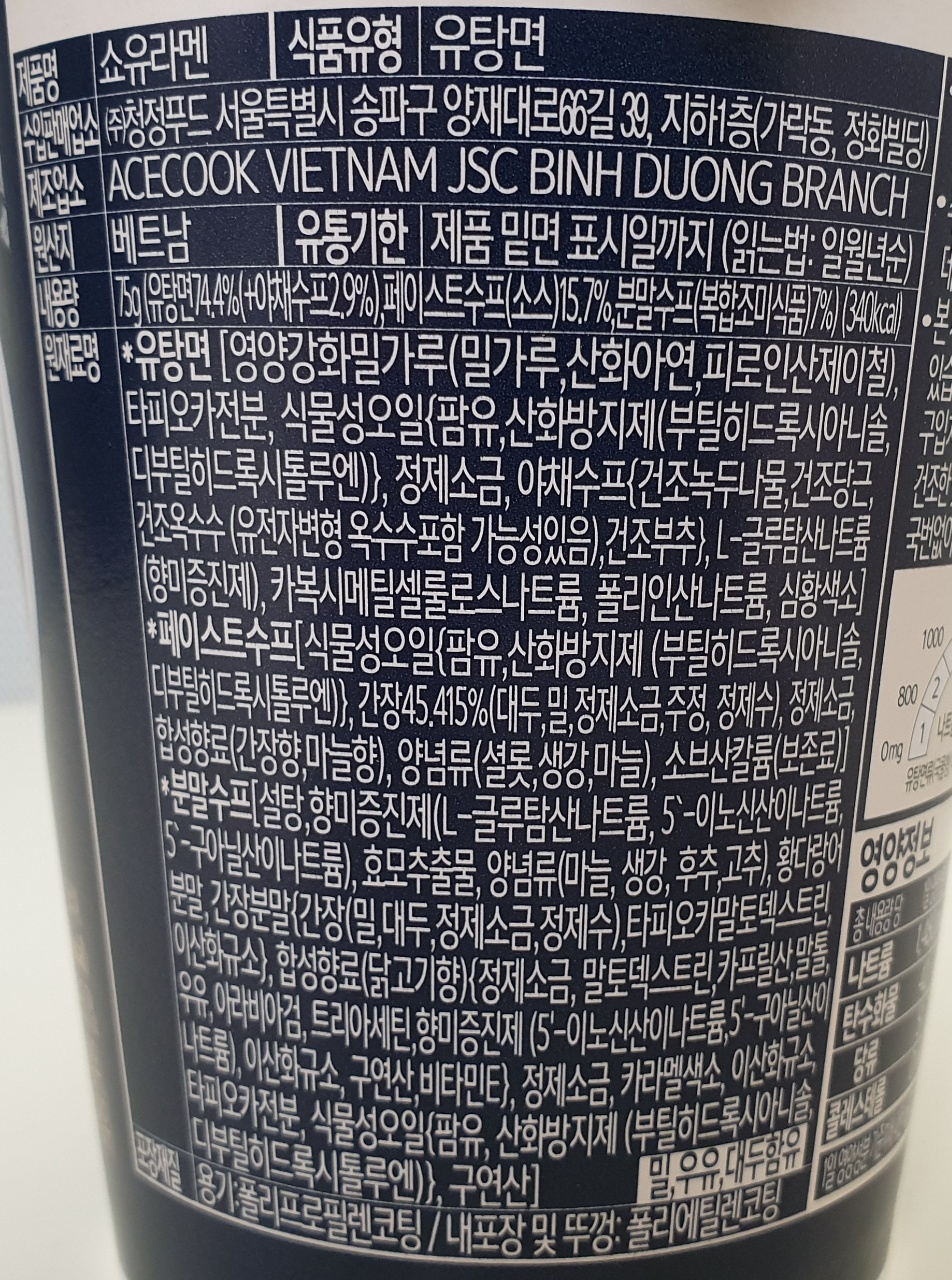 제품명 쇼유라멘 식품유형 유탕면
수입판매업소 (주)청정푸드 서울특별시 송파구 양재대로66길 39, 지하1층(가락동, 정화빌딩)
제조업소 ACECOOK VIETNAM JSC BINH DUONG BRANCH
원산지 베트남 유통기한 제품 밑면 표시일까지 (읽는법: 일월년순)
내용량 75g (유탕면74.4%(+야채수프2.9%),페이스트수프(소스)15.7%,분말수프(복합조미식품)7%) (340kcal)
원재료명 *유탕면 [영양강화밀가루(밀가루,산화아연,피로인산제이철),
타피오카전분, 식물성오일{팜유,산화방지제(부틸히드록시아니솔,
디부틸히드록시톨루엔)}, 정제소금, 야채수프{건조녹두나물,건조당근,
건조옥수수 (유전자변형 옥수수포함 가능성있음),건조부추}, L-글루탐산나트륨
(향미증진제), 카복시메틸셀룰로스나트륨, 폴리인산나트륨, 심황색소]
*페이스트수프[식물성오일{팜유,산화방지제 (부틸히드록시아니솔,
디부틸히드록시톨루엔)}, 간장45.415%(대두,밀,정제소금,주정, 정제수), 정제소금,
합성향료(간장향,마늘향), 양념류(셜롯,생강,마늘), 소브산칼륨(보존료)]
*분말수프[설탕,향미증진제(L-글루탐산나트륨, 5`-이노신산이나트륨,
5`-구아닐산이나트륨), 효모추출물, 양념류(마늘, 생강, 후추,고추), 황다랑어
분말, 간장분말{간장(밀,대두,정제소금,정제수),타피오카말토덱스트린,
이산화규소}, 합성향료(닭고기향){정제소금, 말토덱스트린,카프릴산,말톨,
우유, 아라비아검, 트리아세틴,향미증진제 (5`-이노신산이나트륨,5`-구아닐산이
나트륨), 이산화규소, 구연산,비타민E}, 정제소금, 카라멜색소, 이산화규소
타피오카전분, 식물성오일{팜유, 산화방지제 (부틸히드록시아니솔
디부틸히드록시톨루엔)}, 구연산] 밀,우유,대두함유
포장재질 용기:폴리프로필렌코팅 / 내포장 및 뚜껑: 폴리에틸렌코팅
1000
800
2
1
0mg
영양정보
총 내용량당
나트륨
탄수화물
당류
콜레스테롤